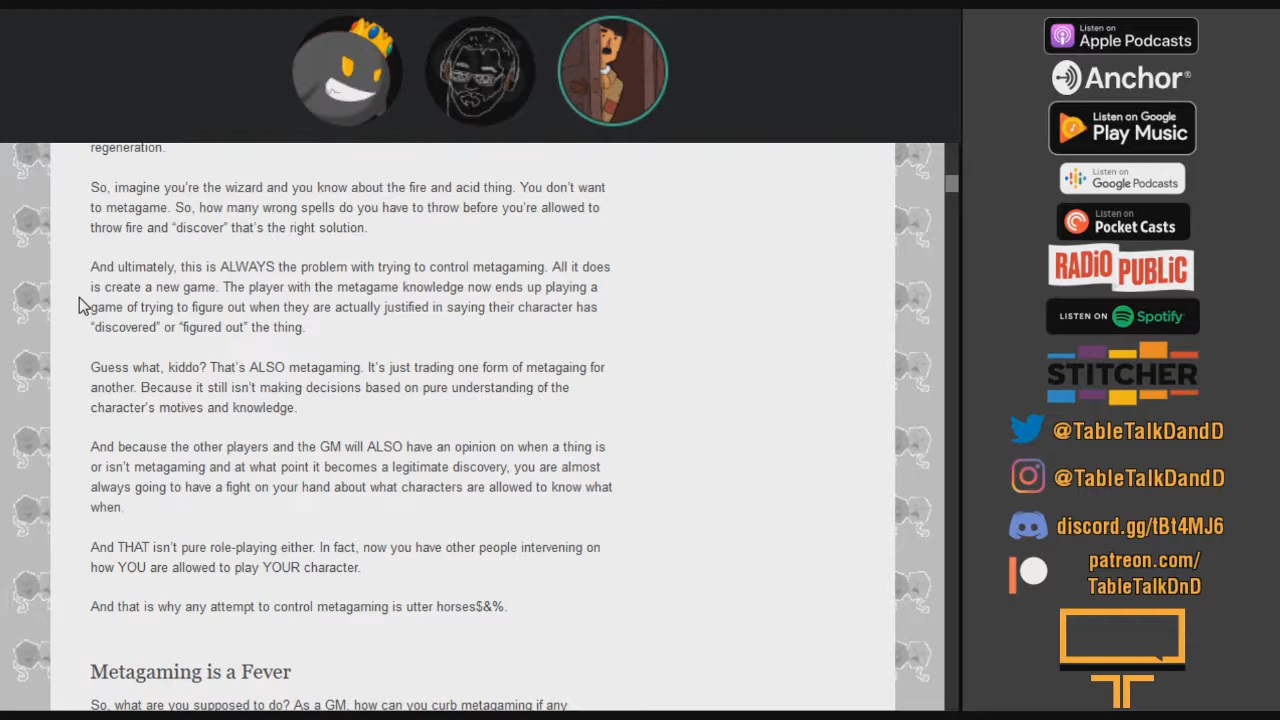 regeneration.
So, imagine you're the wizard and you know about the fire and acid thing. You don't want
to metagame. So, how many wrong spells do you have to throw before you're allowed to
throw fire and “discover” that's the right solution.
And ultimately, this is ALWAYS the problem with trying to control metagaming. All it does
is create a new game. The player with the metagame knowledge now ends up playing a
game of trying to figure out when they are actually justified in saying their character has
“discovered” or “figured out” the thing.
Guess what, kiddo? That's ALSO metagaming. It's just trading one form of metagaing for
another. Because it still isn't making decisions based on pure understanding of the
character's motives and knowledge.
And because the other players and the GM will ALSO have an opinion on when a thing is
or isn't metagaming and at what point it becomes a legitimate discovery, you are almost
always going to have a fight on your hand about what characters are allowed to know what
when.
And THAT isn't pure role-playing either. In fact, now you have other people intervening on
how YOU are allowed to play YOUR character.
And that is why any attempt to control metagaming is utter horses$&%.
Metagaming is a Fever
So, what are you supposed to do? As a GM, how can you curb metagaming if any
Listen on
Apple Podcasts
Anchor®
Listen on Google
Play Music
Listen on
Google Podcasts
Listen on
Pocket Casts
RADIO PUBLIC
LISTEN ON Spotify
STITCHER
@TableTalkDandD
@TableTalkDandD
discord.gg/tBt4MJ6
patreon.com/
TableTalkDnD